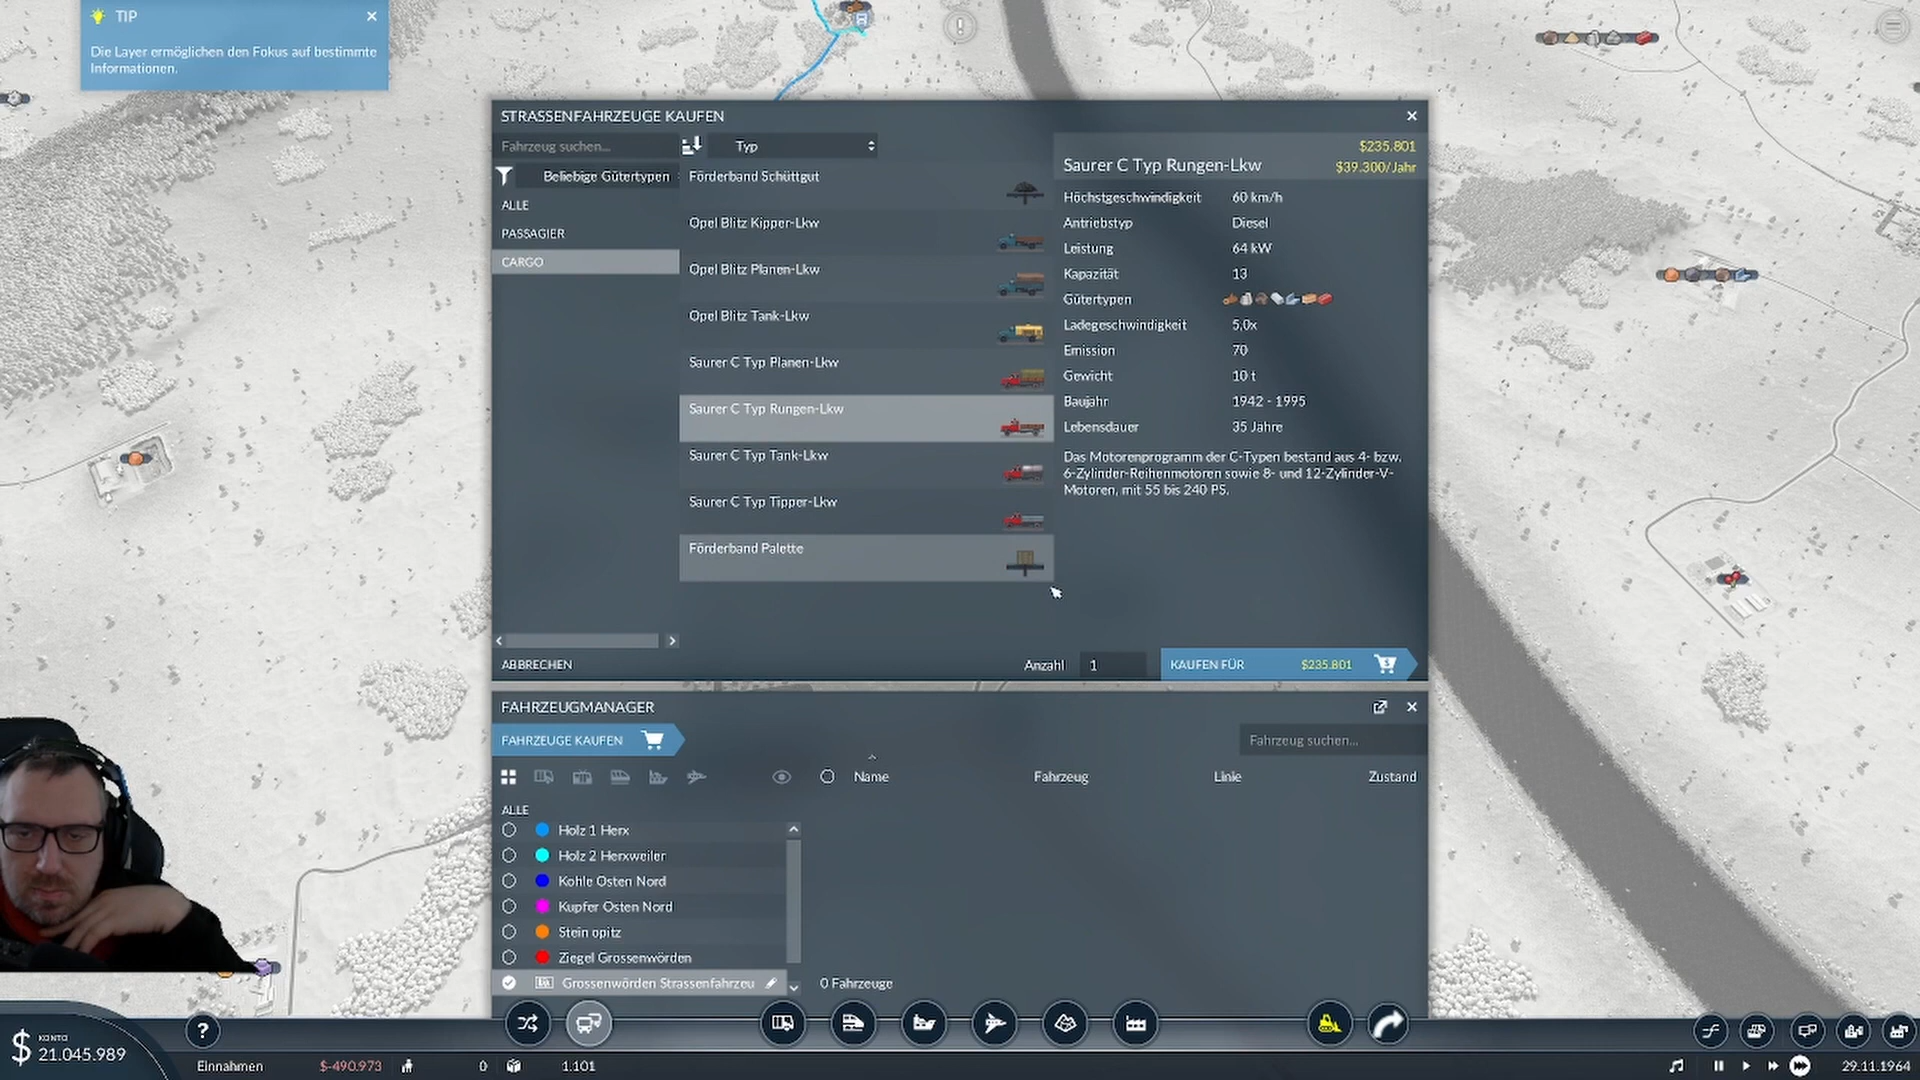 TIP
Die Layer ermöglichen den Fokus auf bestimmte
Informationen.
STRASSENFAHRZEUGE KAUFEN
Fahrzeug suchen...
Typ
Beliebige Gütertypen
ALLE
PASSAGIER
CARGO
Förderband Schüttgut
Opel Blitz Kipper-Lkw
Opel Blitz Planen-Lkw
Opel Blitz Tank-Lkw
Saurer C Typ Planen-Lkw
Saurer C Typ Rungen-Lkw
Saurer C Typ Tank-Lkw
Saurer C Typ Tipper-Lkw
Förderband Palette
$235.801
Saurer C Typ Rungen-Lkw
$39.300/Jahr
Höchstgeschwindigkeit 60 km/h
Antriebstyp Diesel
Leistung 64 kW
Kapazität 13
Gütertypen
Ladegeschwindigkeit 5,0x
Emission 70
Gewicht 10 t
Baujahr 1942 - 1995
Lebensdauer 35 Jahre
Das Motorenprogramm der C-Typen bestand aus 4- bzw.
6-Zylinder-Reihenmotoren sowie 8- und 12-Zylinder-V-
Motoren, mit 55 bis 240 PS.
ABBRECHEN
Anzahl 1
KAUFEN FÜR $235.801
FAHRZEUGMANAGER
FAHRZEUGE KAUFEN
Fahrzeug suchen...
Name Fahrzeug Linie Zustand
ALLE
Holz 1 Herx
Holz 2 Herxweiler
Kohle Osten Nord
Kupfer Osten Nord
Stein opitz
Ziegel Grossenwörden
Grossenwörden Strassenfahrzeu
0 Fahrzeuge
$ KONTO
21.045.989
?
Einnahmen $-490.973 0 1.101
29.11.1964